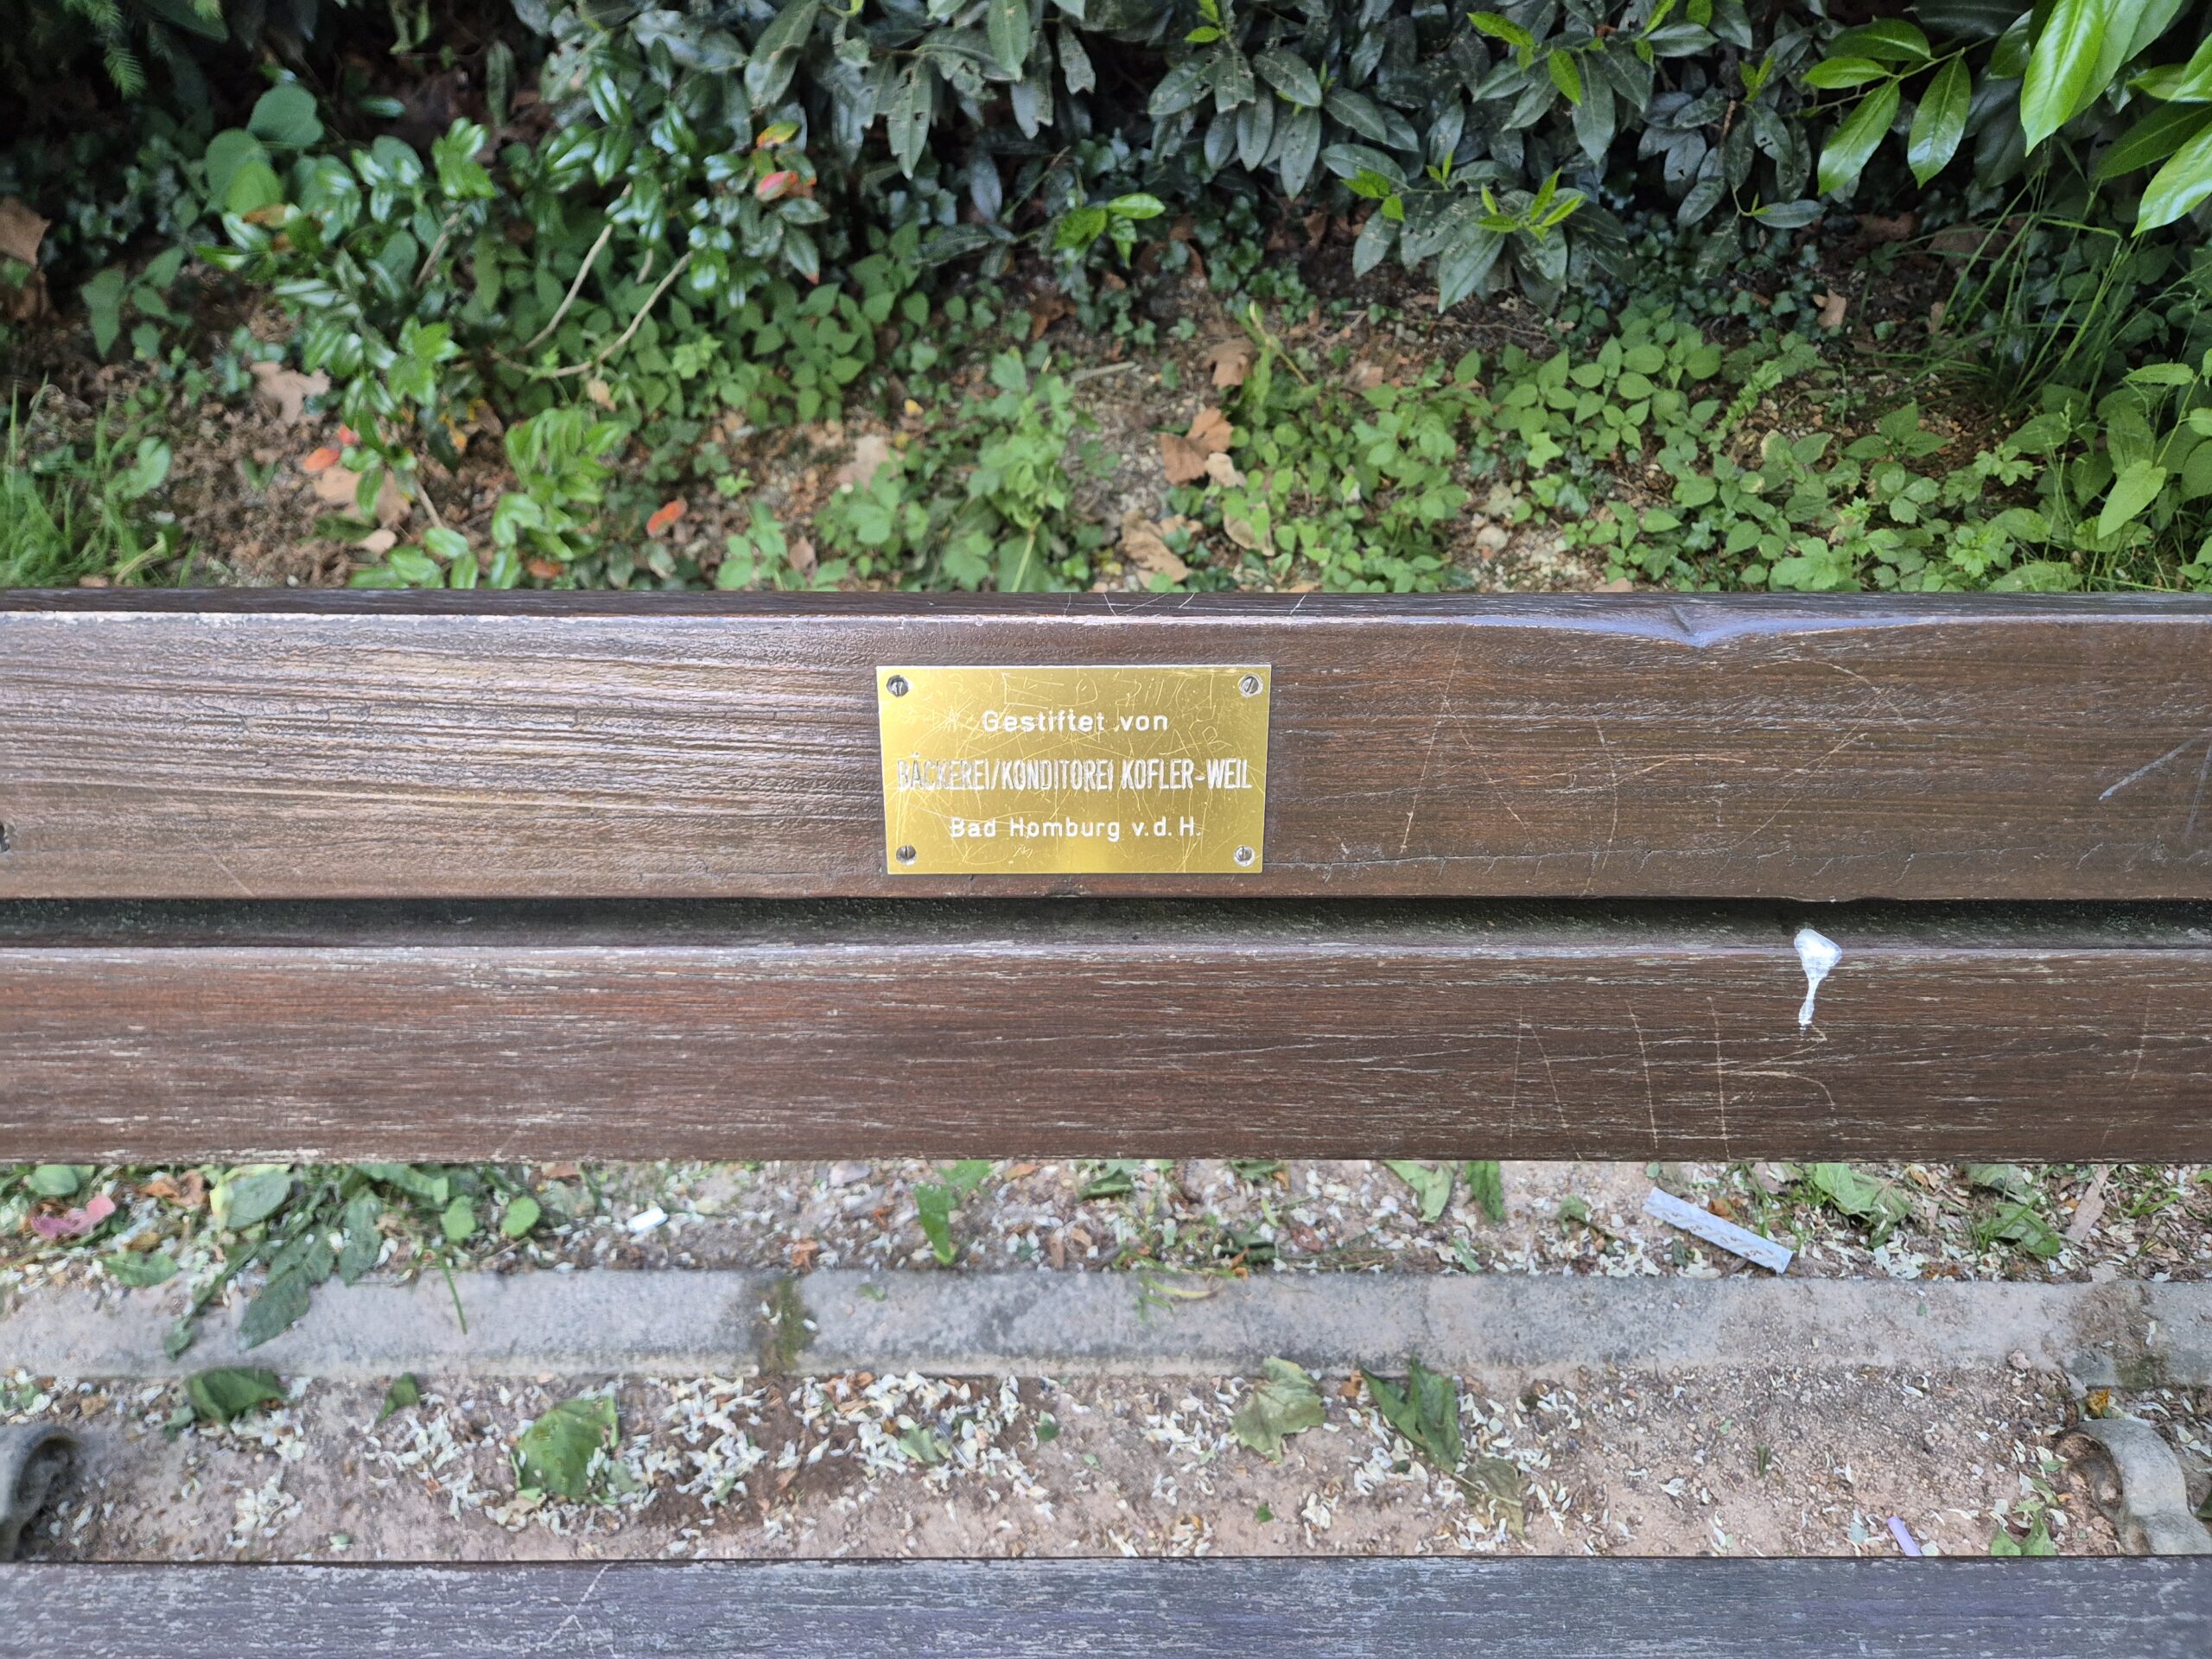 Gestiftet von
BÄCKEREI/KONDITOREI KOFLER-WEIL
Bad Homburg v.d.H.